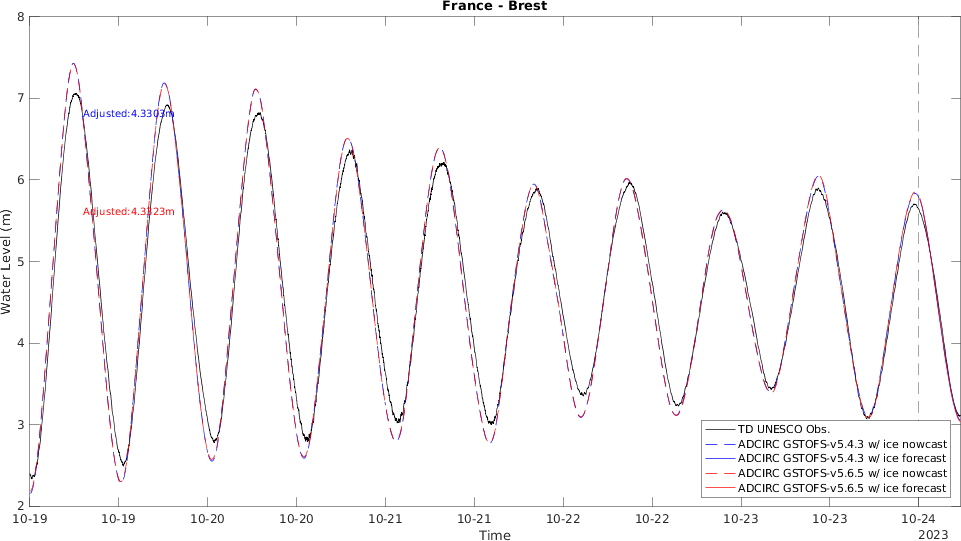 France - Brest
8
7
6
5
4
3
2
Water Level (m)
Adjusted:4.3303m
Adjusted:4.3323m
TD UNESCO Obs.
ADCIRC GSTOFS-v5.4.3 w/ ice nowcast
ADCIRC GSTOFS-v5.4.3 w/ ice forecast
ADCIRC GSTOFS-v5.6.5 w/ ice nowcast
ADCIRC GSTOFS-v5.6.5 w/ ice forecast
10-19 10-19 10-20 10-20 10-21 10-21 10-22 10-22 10-23 10-23 10-24
Time
2023